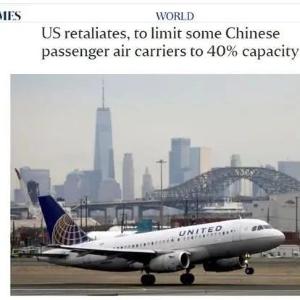 MES
WORLD
US retaliates, to limit some Chinese
passenger air carriers to 40% capacity
UNITED